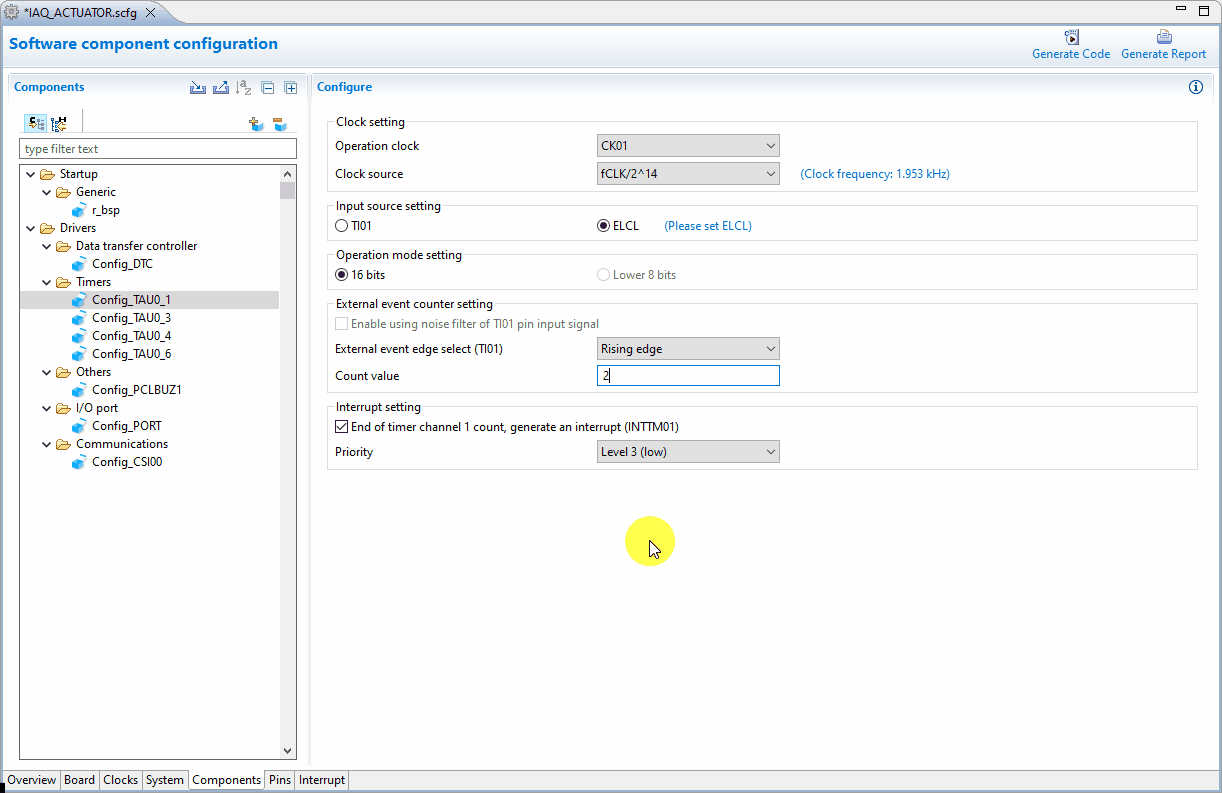 *IAQ_ACTUATOR.scfg
Software component configuration
Generate Code
Generate Report
Components
type filter text
Startup
Generic
r_bsp
Drivers
Data transfer controller
Config_DTC
Timers
Config_TAU0_1
Config_TAU0_3
Config_TAU0_4
Config_TAU0_6
Others
Config_PCLBUZ1
I/O port
Config_PORT
Communications
Config_CSI00
Configure
Clock setting
Operation clock CK01
Clock source fCLK/2^14 (Clock frequency: 1.953 kHz)
Input source setting
TI01 ELCL (Please set ELCL)
Operation mode setting
16 bits Lower 8 bits
External event counter setting
Enable using noise filter of TI01 pin input signal
External event edge select (TI01) Rising edge
Count value 2
Interrupt setting
End of timer channel 1 count, generate an interrupt (INTTM01)
Priority Level 3 (low)
Overview Board Clocks System Components Pins Interrupt